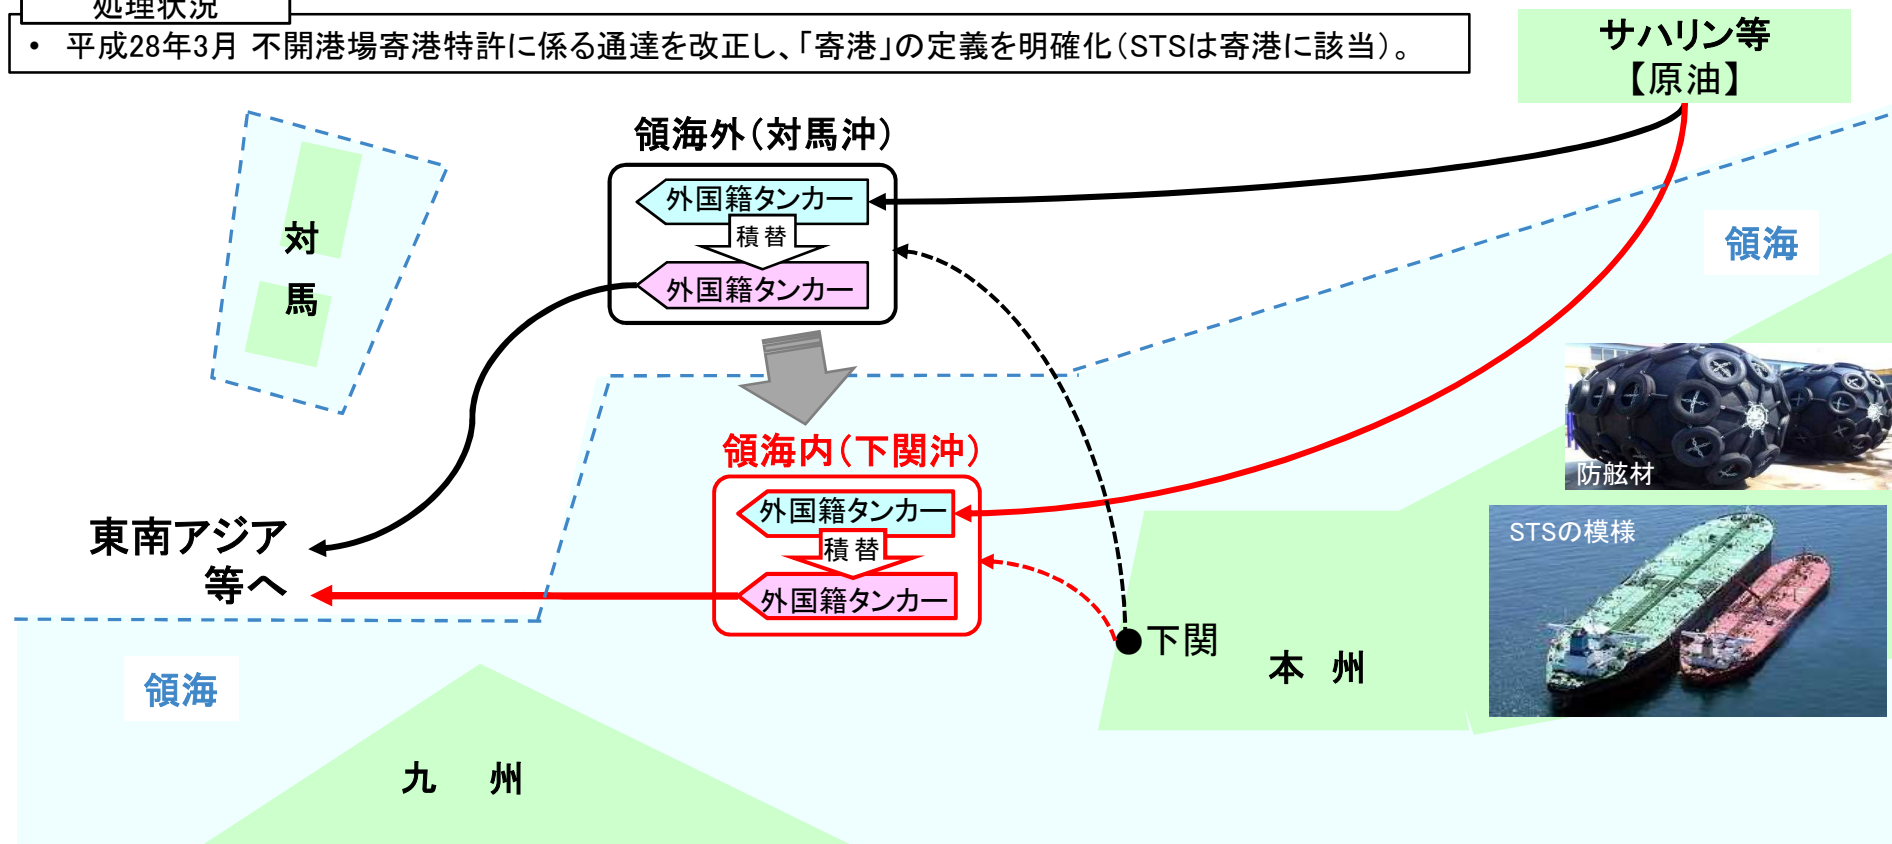 処理状況
• 平成28年3月 不開港場寄港特許に係る通達を改正し、「寄港」の定義を明確化（STSは寄港に該当）。
サハリン等
【原油】
領海外（対馬沖）
外国籍タンカー
積替
外国籍タンカー
対
馬
領海
領海内（下関沖）
外国籍タンカー
積替
外国籍タンカー
防舷材
STSの模様
東南アジア
等へ
下関
本 州
領海
九 州